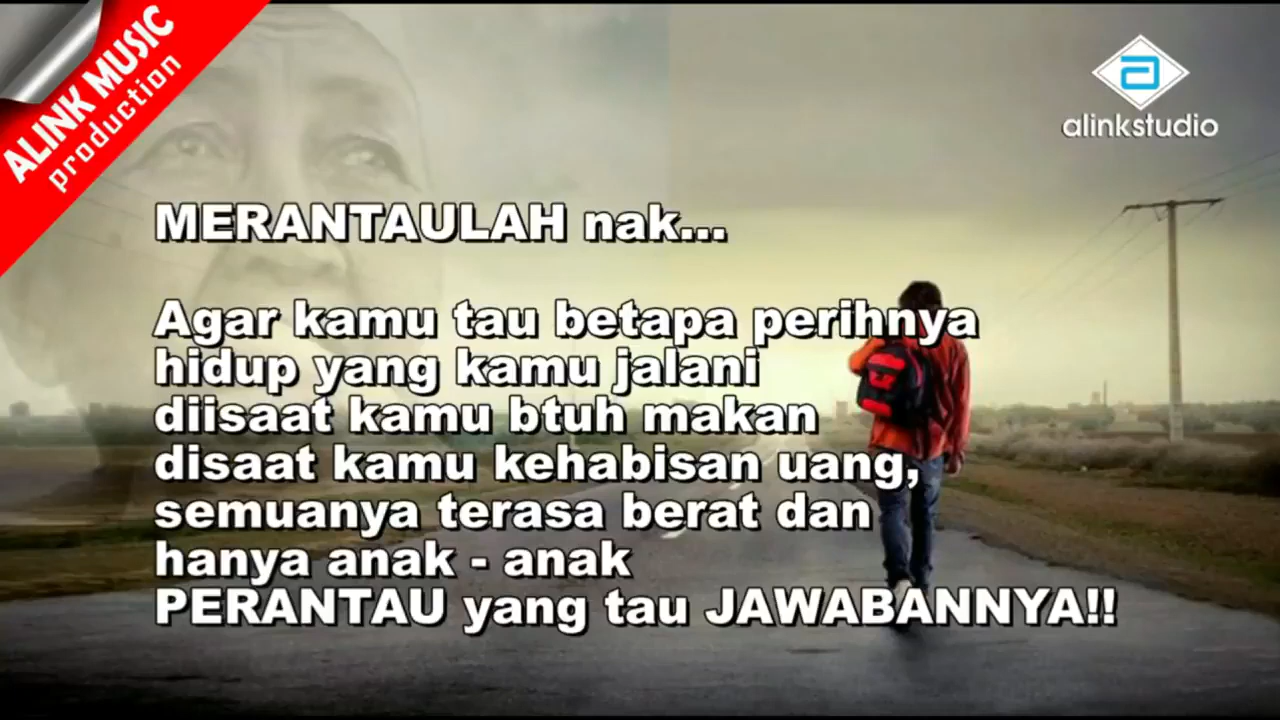 ALINK MUSIC
production
alinkstudio
MERANTAULAH nak...
Agar kamu tau betapa perihnya
hidup yang kamu jalani
diisaat kamu btuh makan
disaat kamu kehabisan uang,
semuanya terasa berat dan
hanya anak - anak
PERANTAU yang tau JAWABANNYA!!